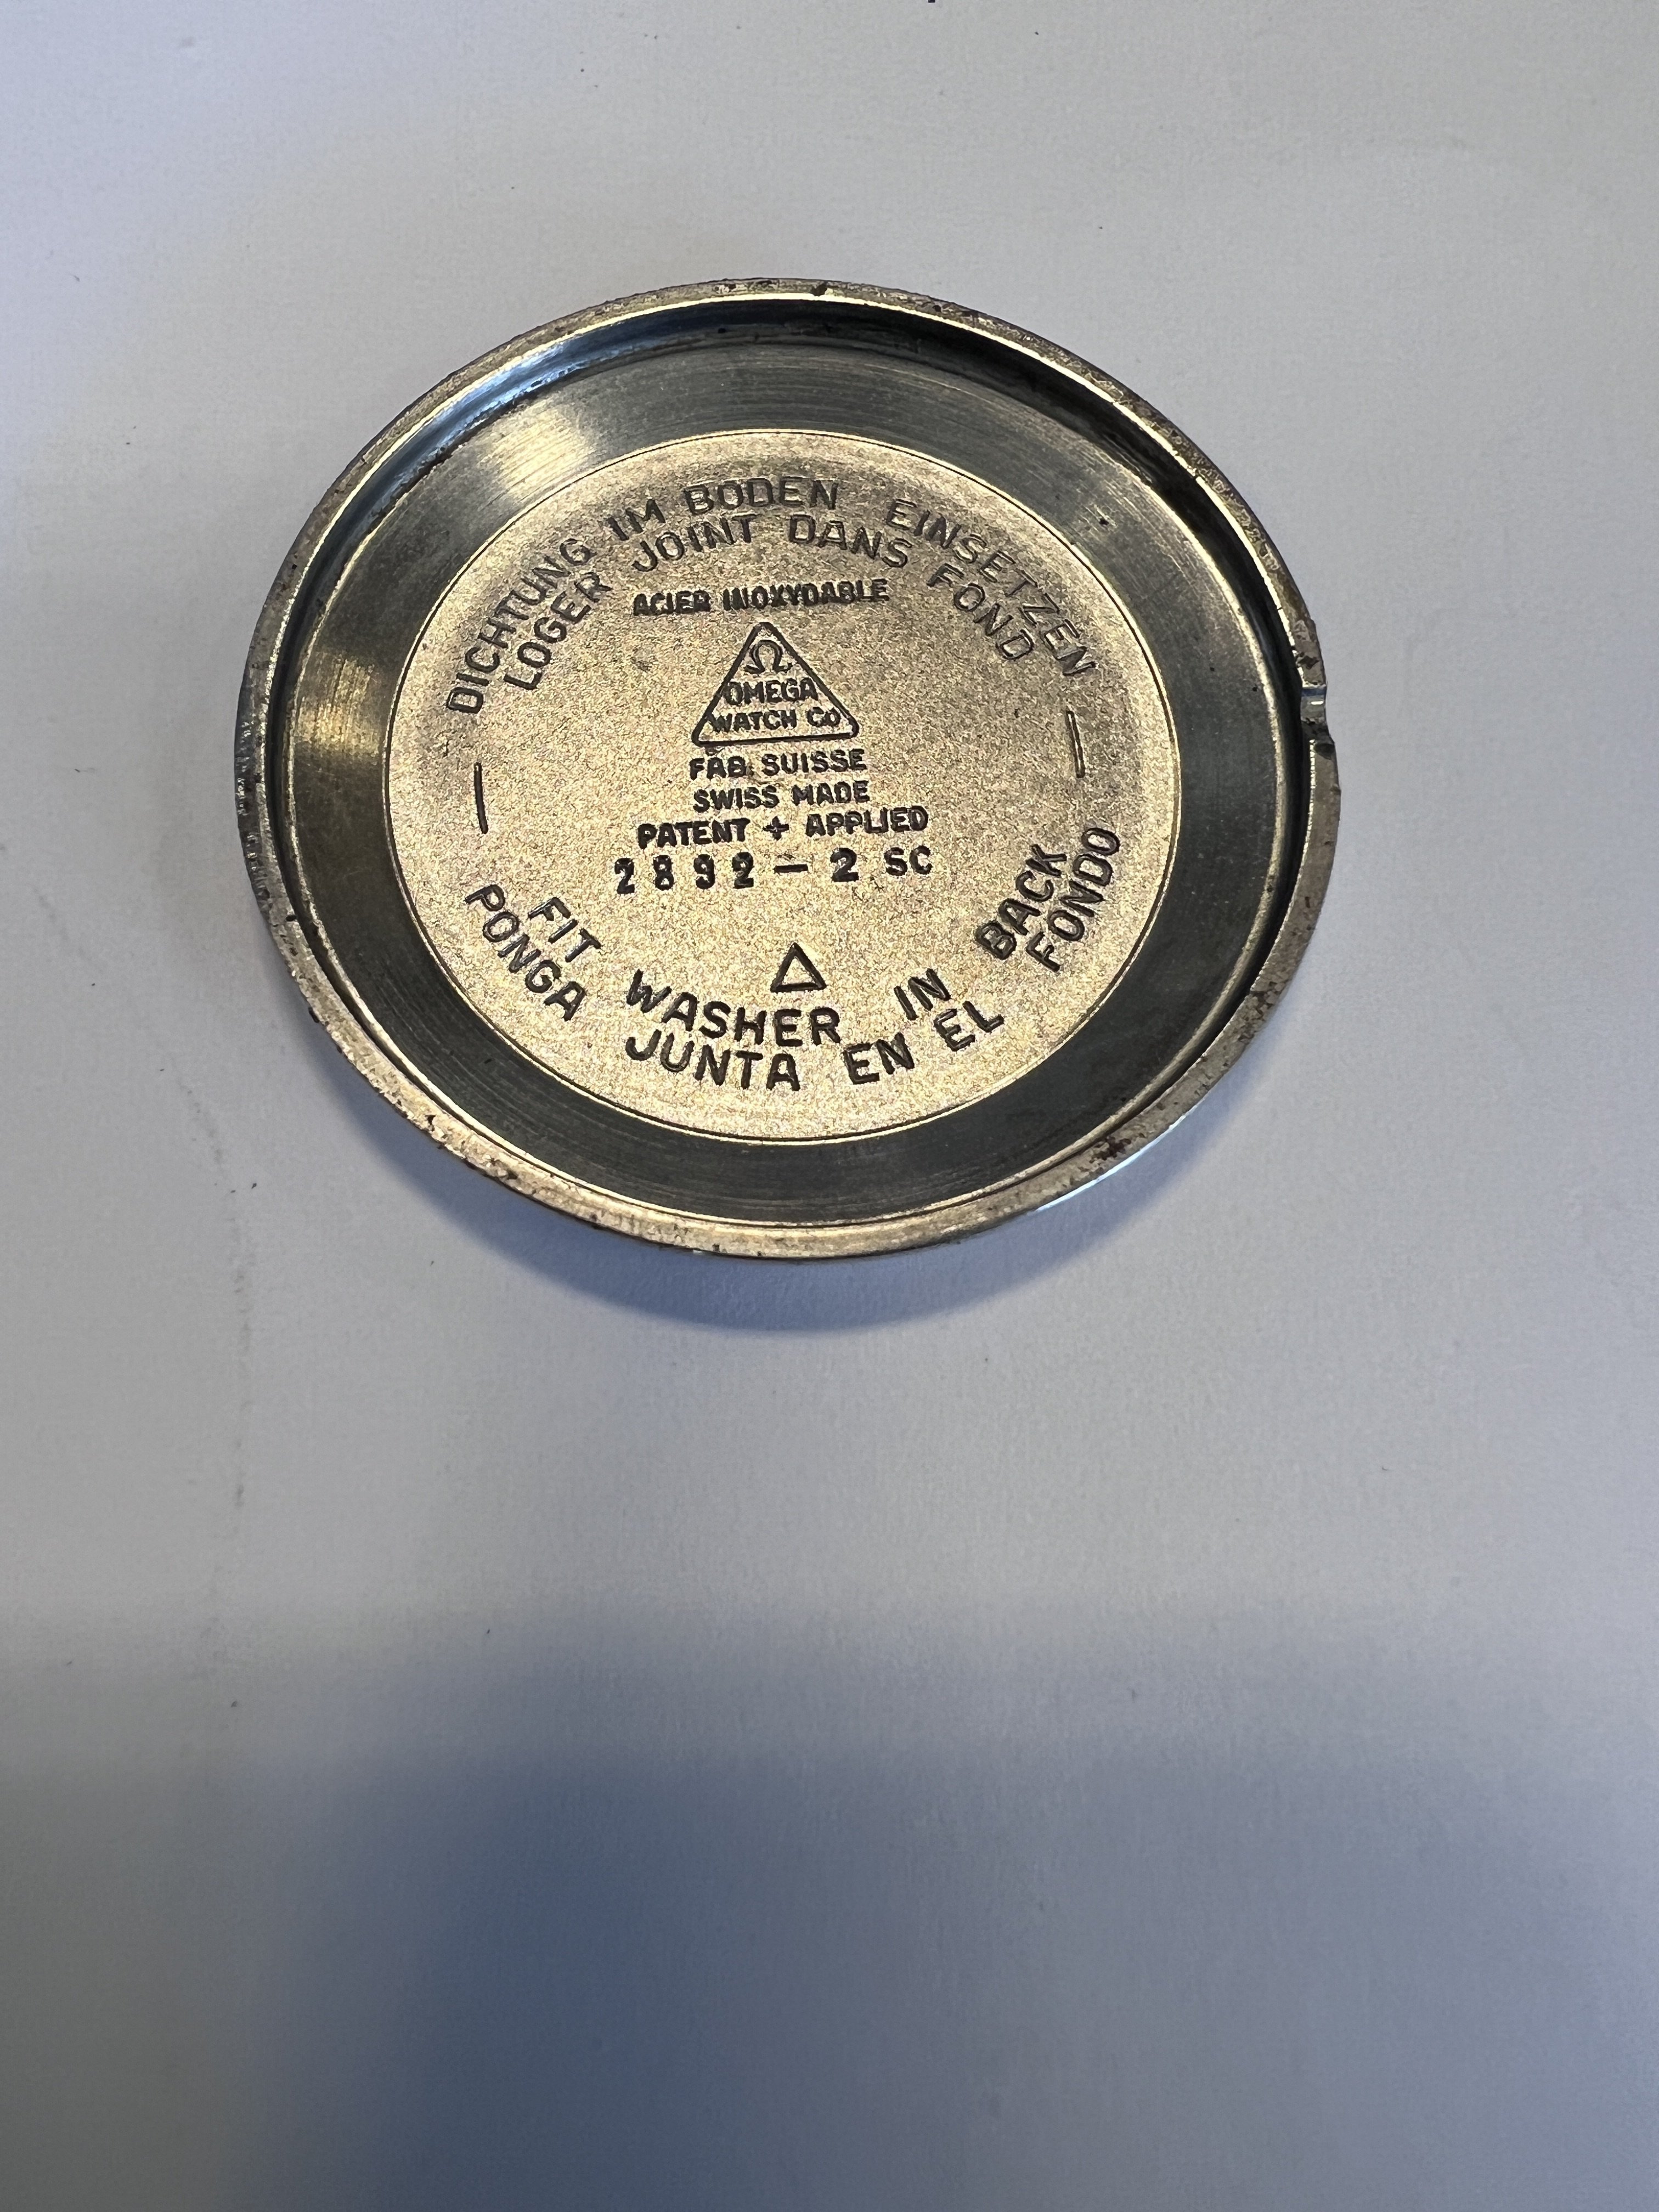 DICHTUNG IM BODEN EINSETZEN
LOGER JOINT DANS FOND
ACIER INOXYDABLE
Ω
OMEGA
WATCH Co
FAB. SUISSE
SWISS MADE
PATENT + APPLIED
2892 - 2 SC
FIT WASHER IN BACK
PONGA JUNTA EN EL FONDO